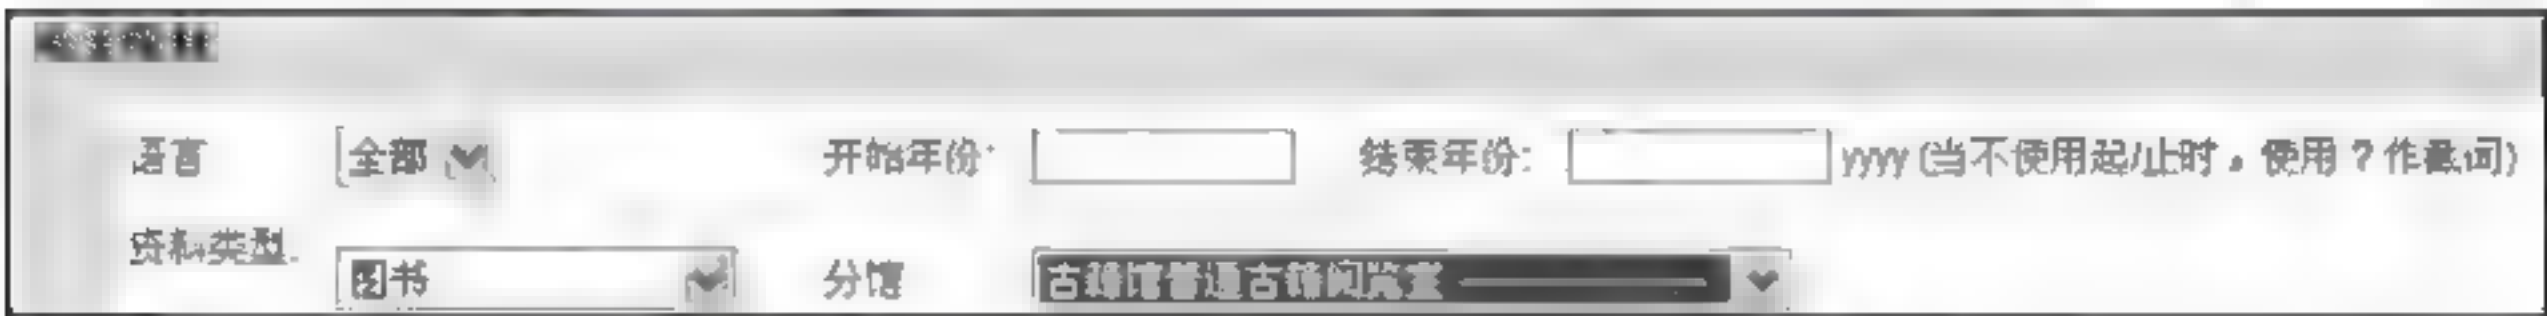 语言 全部 开始年份: 结束年份: yyyy (当不使用起/止时，使用？作截词)
资料类型: 图书 分馆 古籍馆普通古籍阅览室